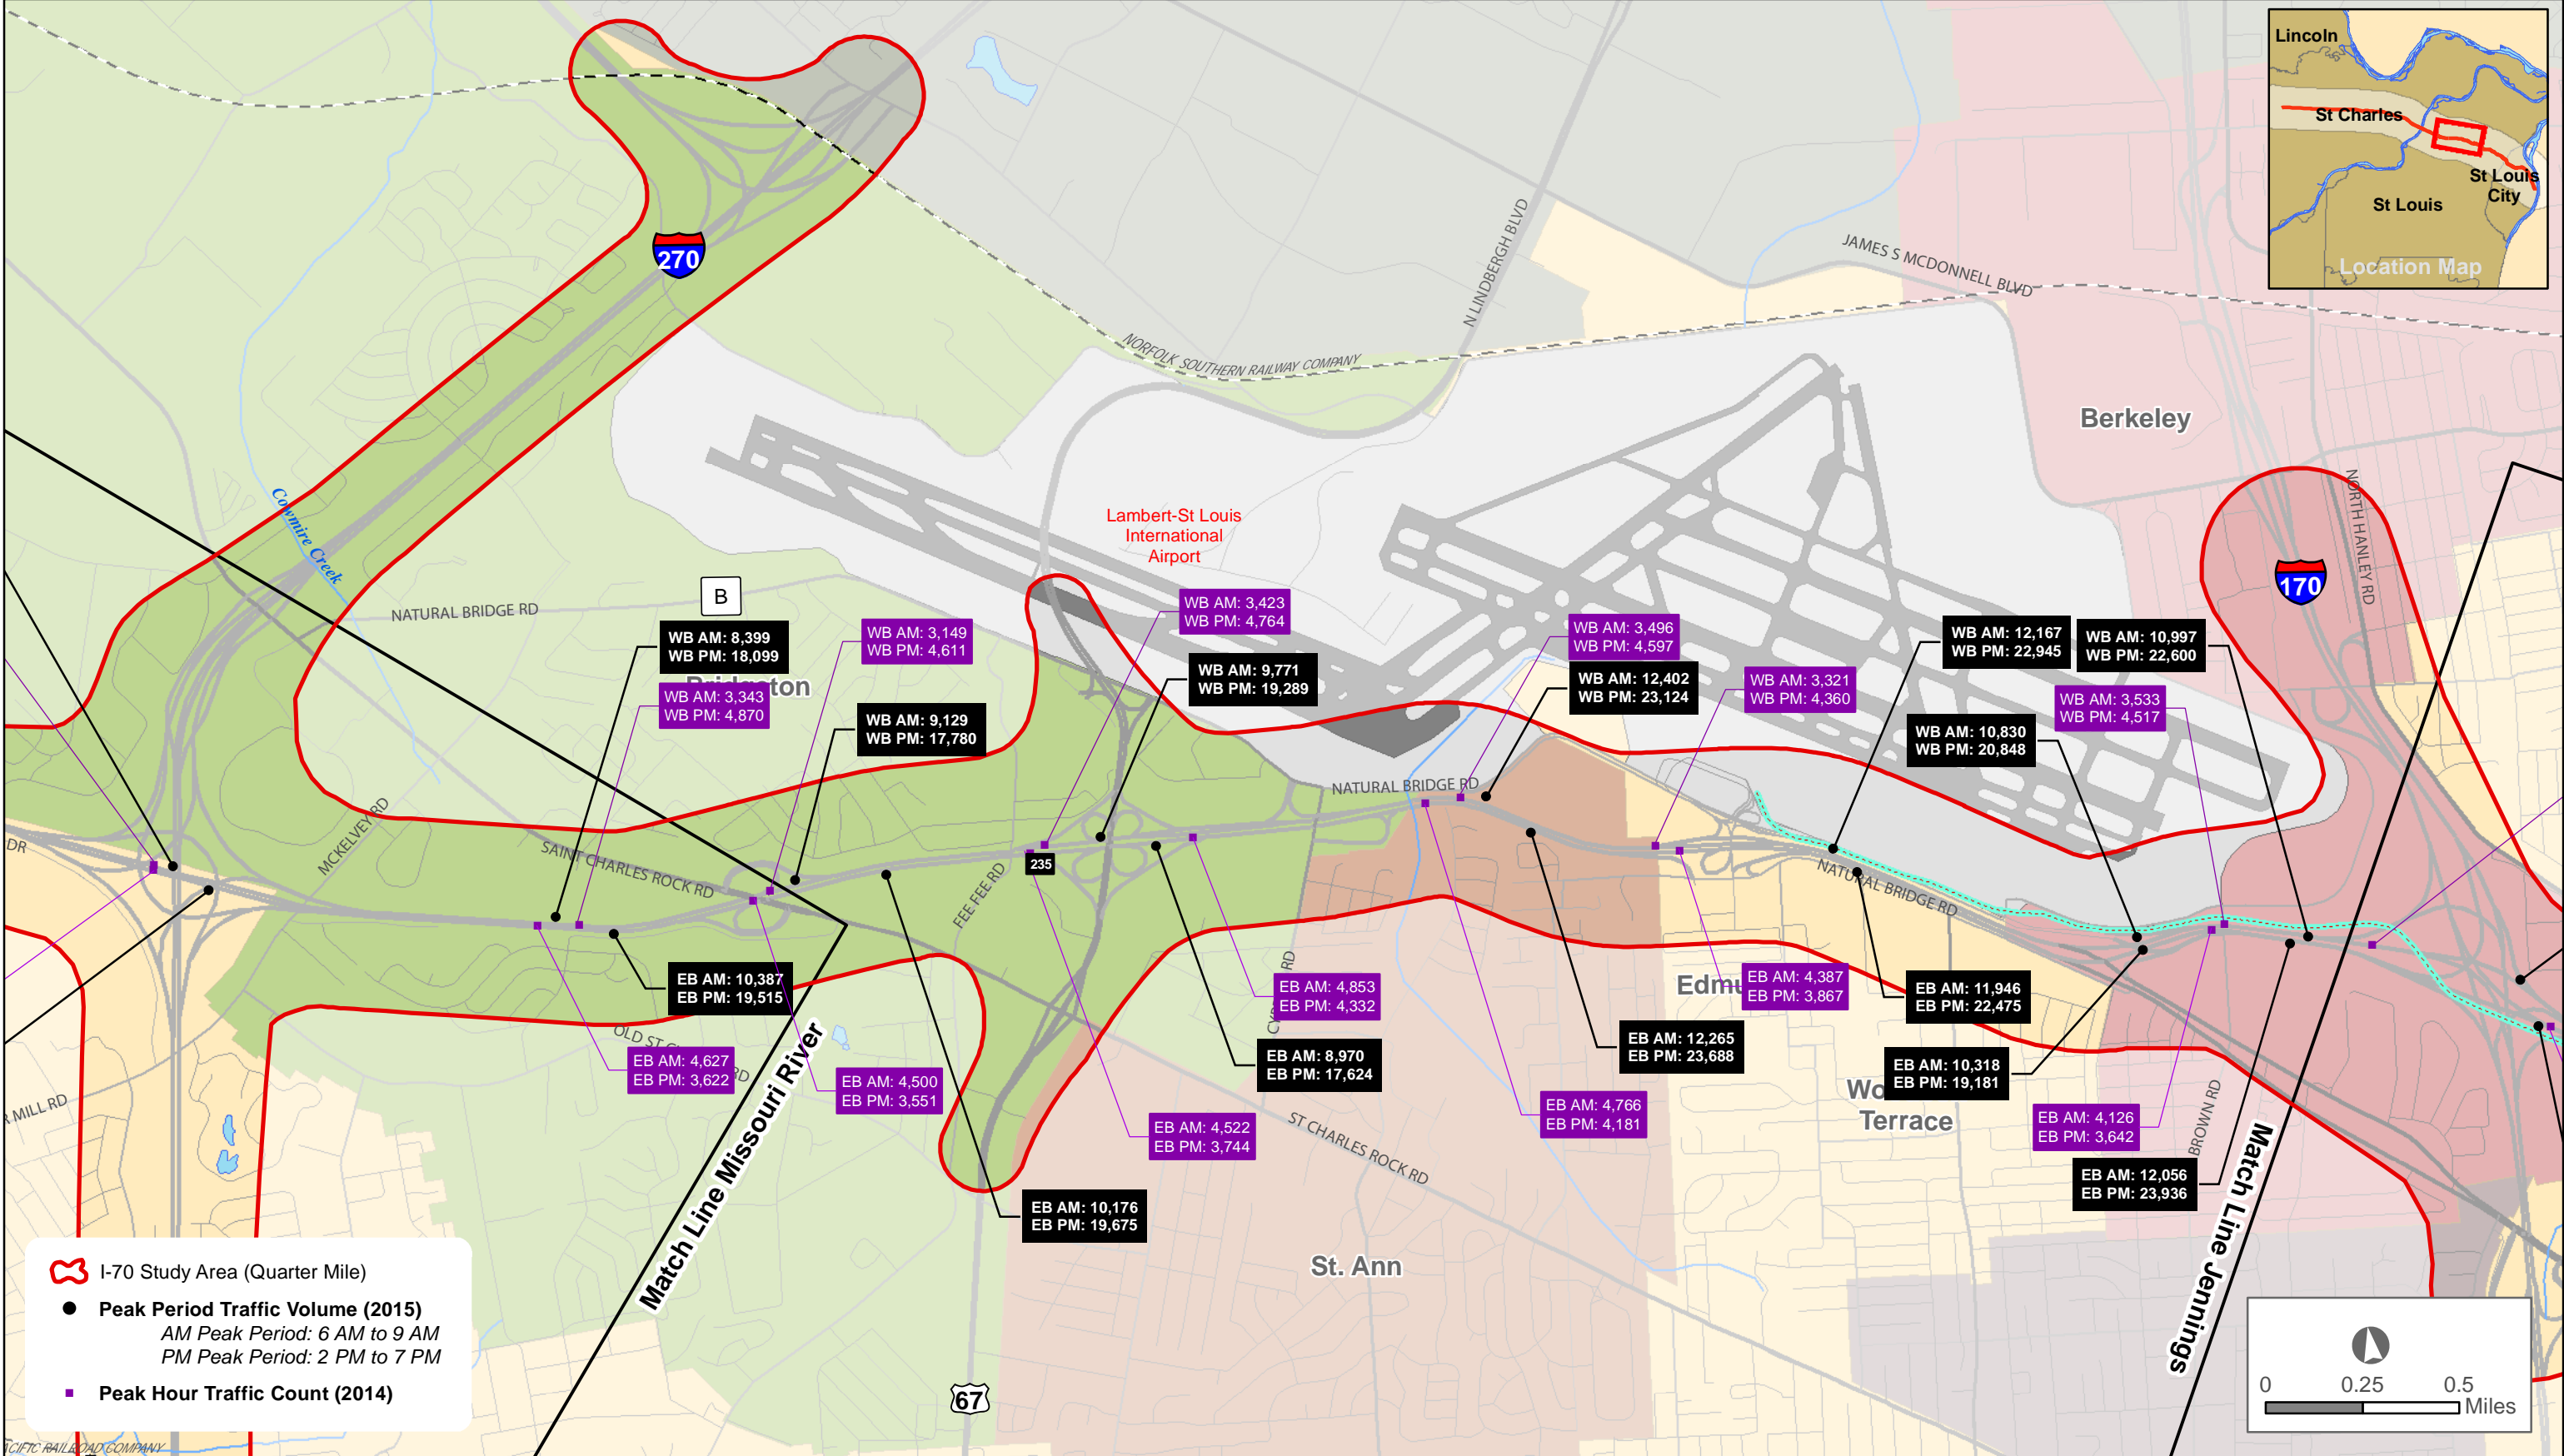 Lincoln
St Charles
St Louis
City
St Louis
Location Map
270
JAMES S MCDONNELL BLVD
N LINDBERGH BLVD
NORFOLK SOUTHERN RAILWAY COMPANY
Berkeley
NORTH HANLEY RD
170
Cowmire Creek
Lambert-St Louis
International
Airport
NATURAL BRIDGE RD
B
WB AM: 8,399
WB PM: 18,099
WB AM: 3,149
WB PM: 4,611
WB AM: 3,423
WB PM: 4,764
WB AM: 3,496
WB PM: 4,597
WB AM: 12,167
WB PM: 22,945
WB AM: 10,997
WB PM: 22,600
WB AM: 3,343
WB PM: 4,870
WB AM: 9,771
WB PM: 19,289
WB AM: 12,402
WB PM: 23,124
WB AM: 3,321
WB PM: 4,360
WB AM: 3,533
WB PM: 4,517
WB AM: 9,129
WB PM: 17,780
WB AM: 10,830
WB PM: 20,848
NATURAL BRIDGE RD
MCKELVEY RD
DR
SAINT CHARLES ROCK RD
FEE FEE RD
235
NATURAL BRIDGE RD
EB AM: 10,387
EB PM: 19,515
EB AM: 4,853
EB PM: 4,332
EB AM: 4,387
EB PM: 3,867
EB AM: 11,946
EB PM: 22,475
EB AM: 4,627
EB PM: 3,622
EB AM: 4,500
EB PM: 3,551
EB AM: 8,970
EB PM: 17,624
EB AM: 12,265
EB PM: 23,688
EB AM: 10,318
EB PM: 19,181
EB AM: 4,522
EB PM: 3,744
EB AM: 4,766
EB PM: 4,181
EB AM: 4,126
EB PM: 3,642
EB AM: 10,176
EB PM: 19,675
EB AM: 12,056
EB PM: 23,936
Terrace
BROWN RD
ST CHARLES ROCK RD
St. Ann
MILL RD
Match Line Missouri River
Match Line Jennings
67
I-70 Study Area (Quarter Mile)
Peak Period Traffic Volume (2015)
AM Peak Period: 6 AM to 9 AM
PM Peak Period: 2 PM to 7 PM
Peak Hour Traffic Count (2014)
0 0.25 0.5
Miles
RAILROAD COMPANY